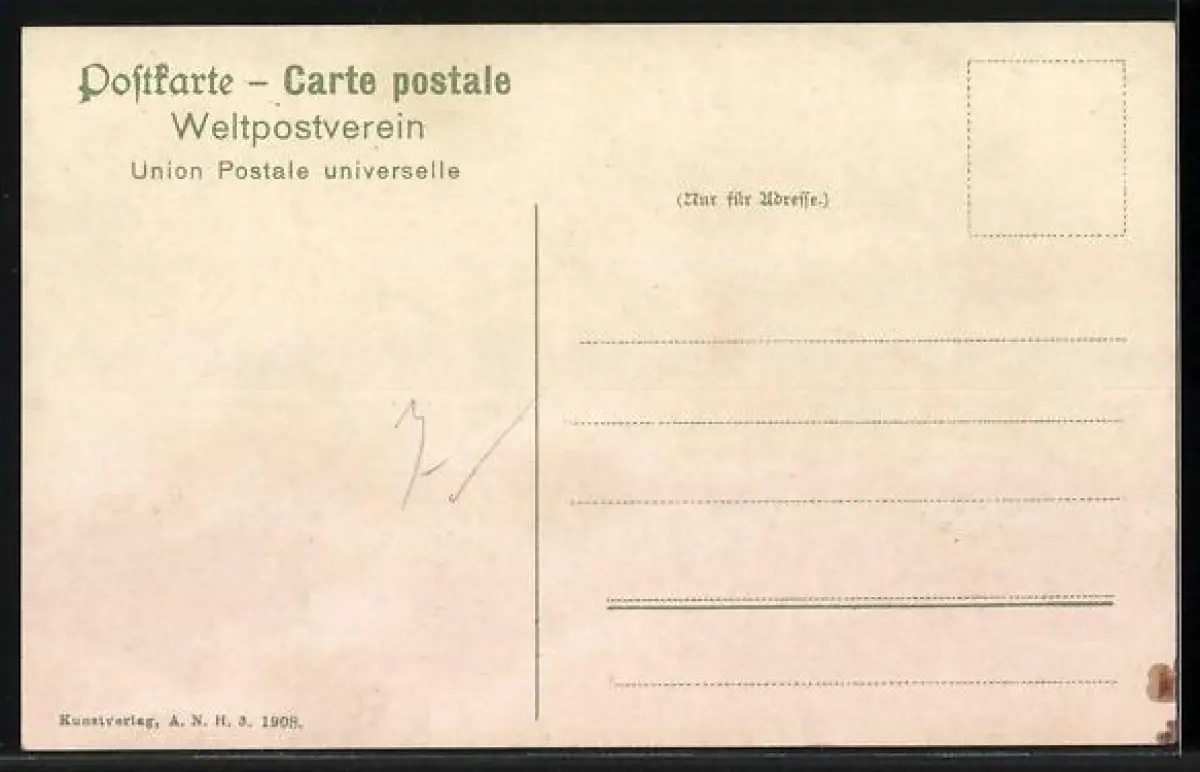 Postkarte – Carte postale
Weltpostverein
Union Postale universelle
(Nur für Adresse.)
Kunstverlag, A. N. H. 3. 1908.